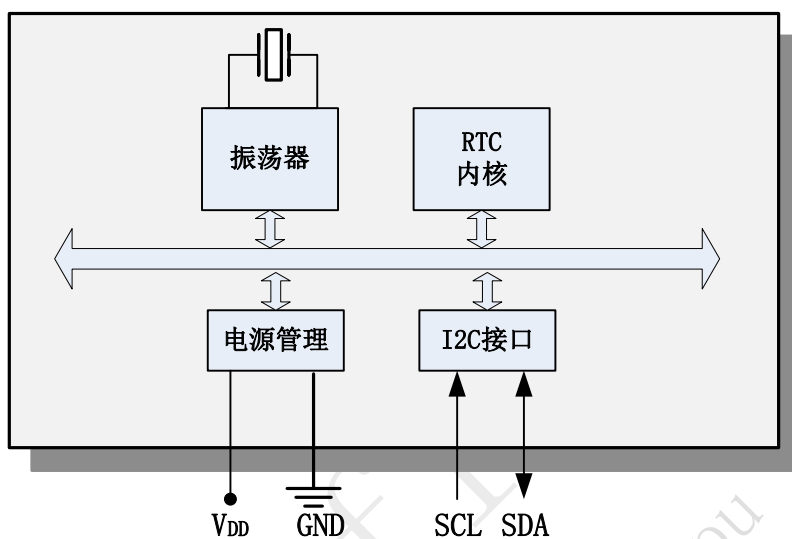 振荡器
RTC
内核
电源管理
I2C接口
VDD
GND
SCL
SDA